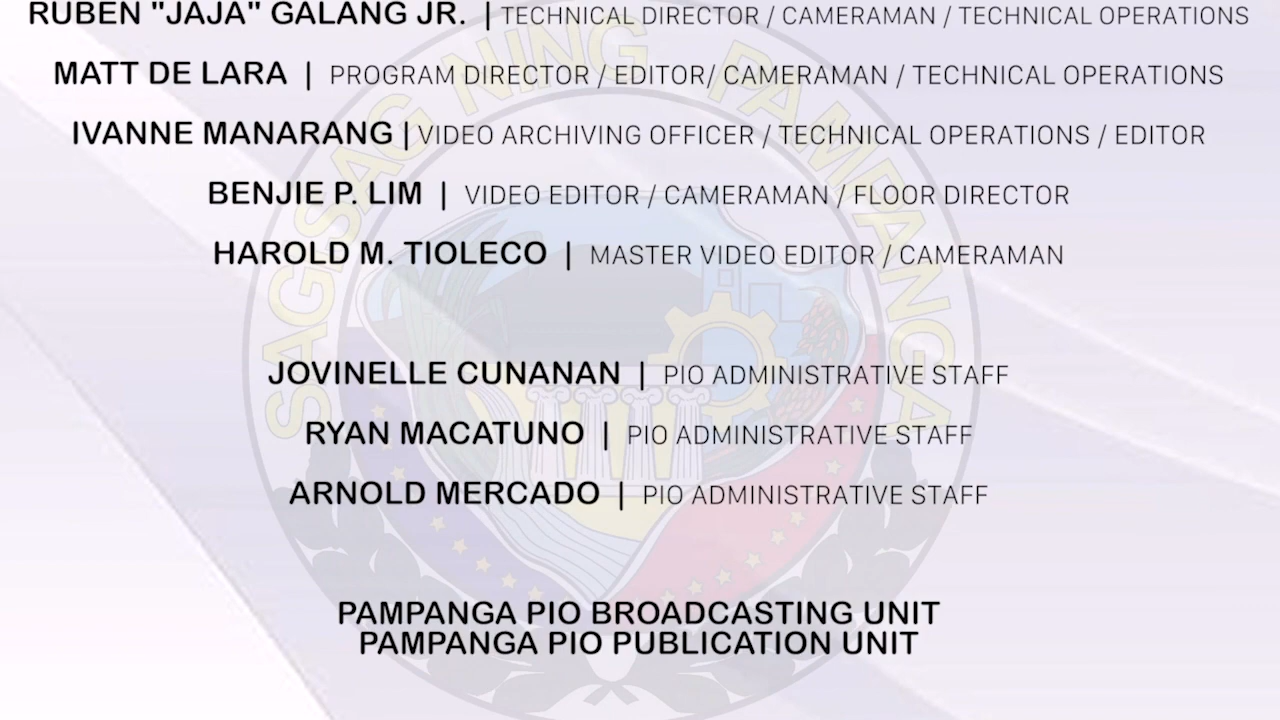 RUBEN "JAJA" GALANG JR. | TECHNICAL DIRECTOR / CAMERAMAN / TECHNICAL OPERATIONS
MATT DE LARA | PROGRAM DIRECTOR / EDITOR/ CAMERAMAN / TECHNICAL OPERATIONS
IVANNE MANARANG | VIDEO ARCHIVING OFFICER / TECHNICAL OPERATIONS / EDITOR
BENJIE P. LIM | VIDEO EDITOR / CAMERAMAN / FLOOR DIRECTOR
HAROLD M. TIOLECO | MASTER VIDEO EDITOR / CAMERAMAN
JOVINELLE CUNANAN | PIO ADMINISTRATIVE STAFF
RYAN MACATUNO | PIO ADMINISTRATIVE STAFF
ARNOLD MERCADO | PIO ADMINISTRATIVE STAFF
PAMPANGA PIO BROADCASTING UNIT
PAMPANGA PIO PUBLICATION UNIT
SAGISAG NING PAMPANGA